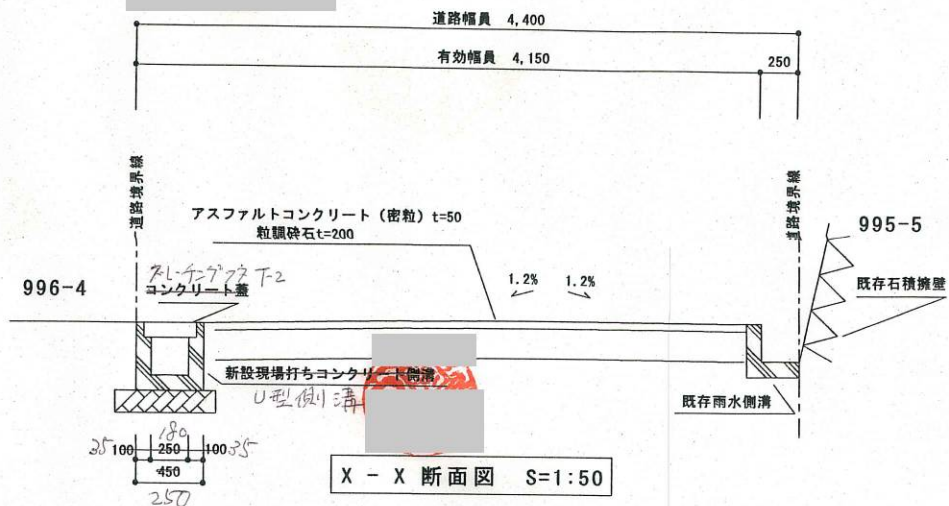 道路幅員 4,400
有効幅員 4,150
250
道路境界線
道路境界線
アスファルトコンクリート（密粒）t=50
粒調砕石t=200
995-5
996-4
グレーチングフタ T-2
コンクリート蓋
1.2%
1.2%
既存石積擁壁
新設現場打ちコンクリート側溝
U型側溝
既存雨水側溝
180
35 100 250 100 35
450
250
X - X 断面図 S=1:50